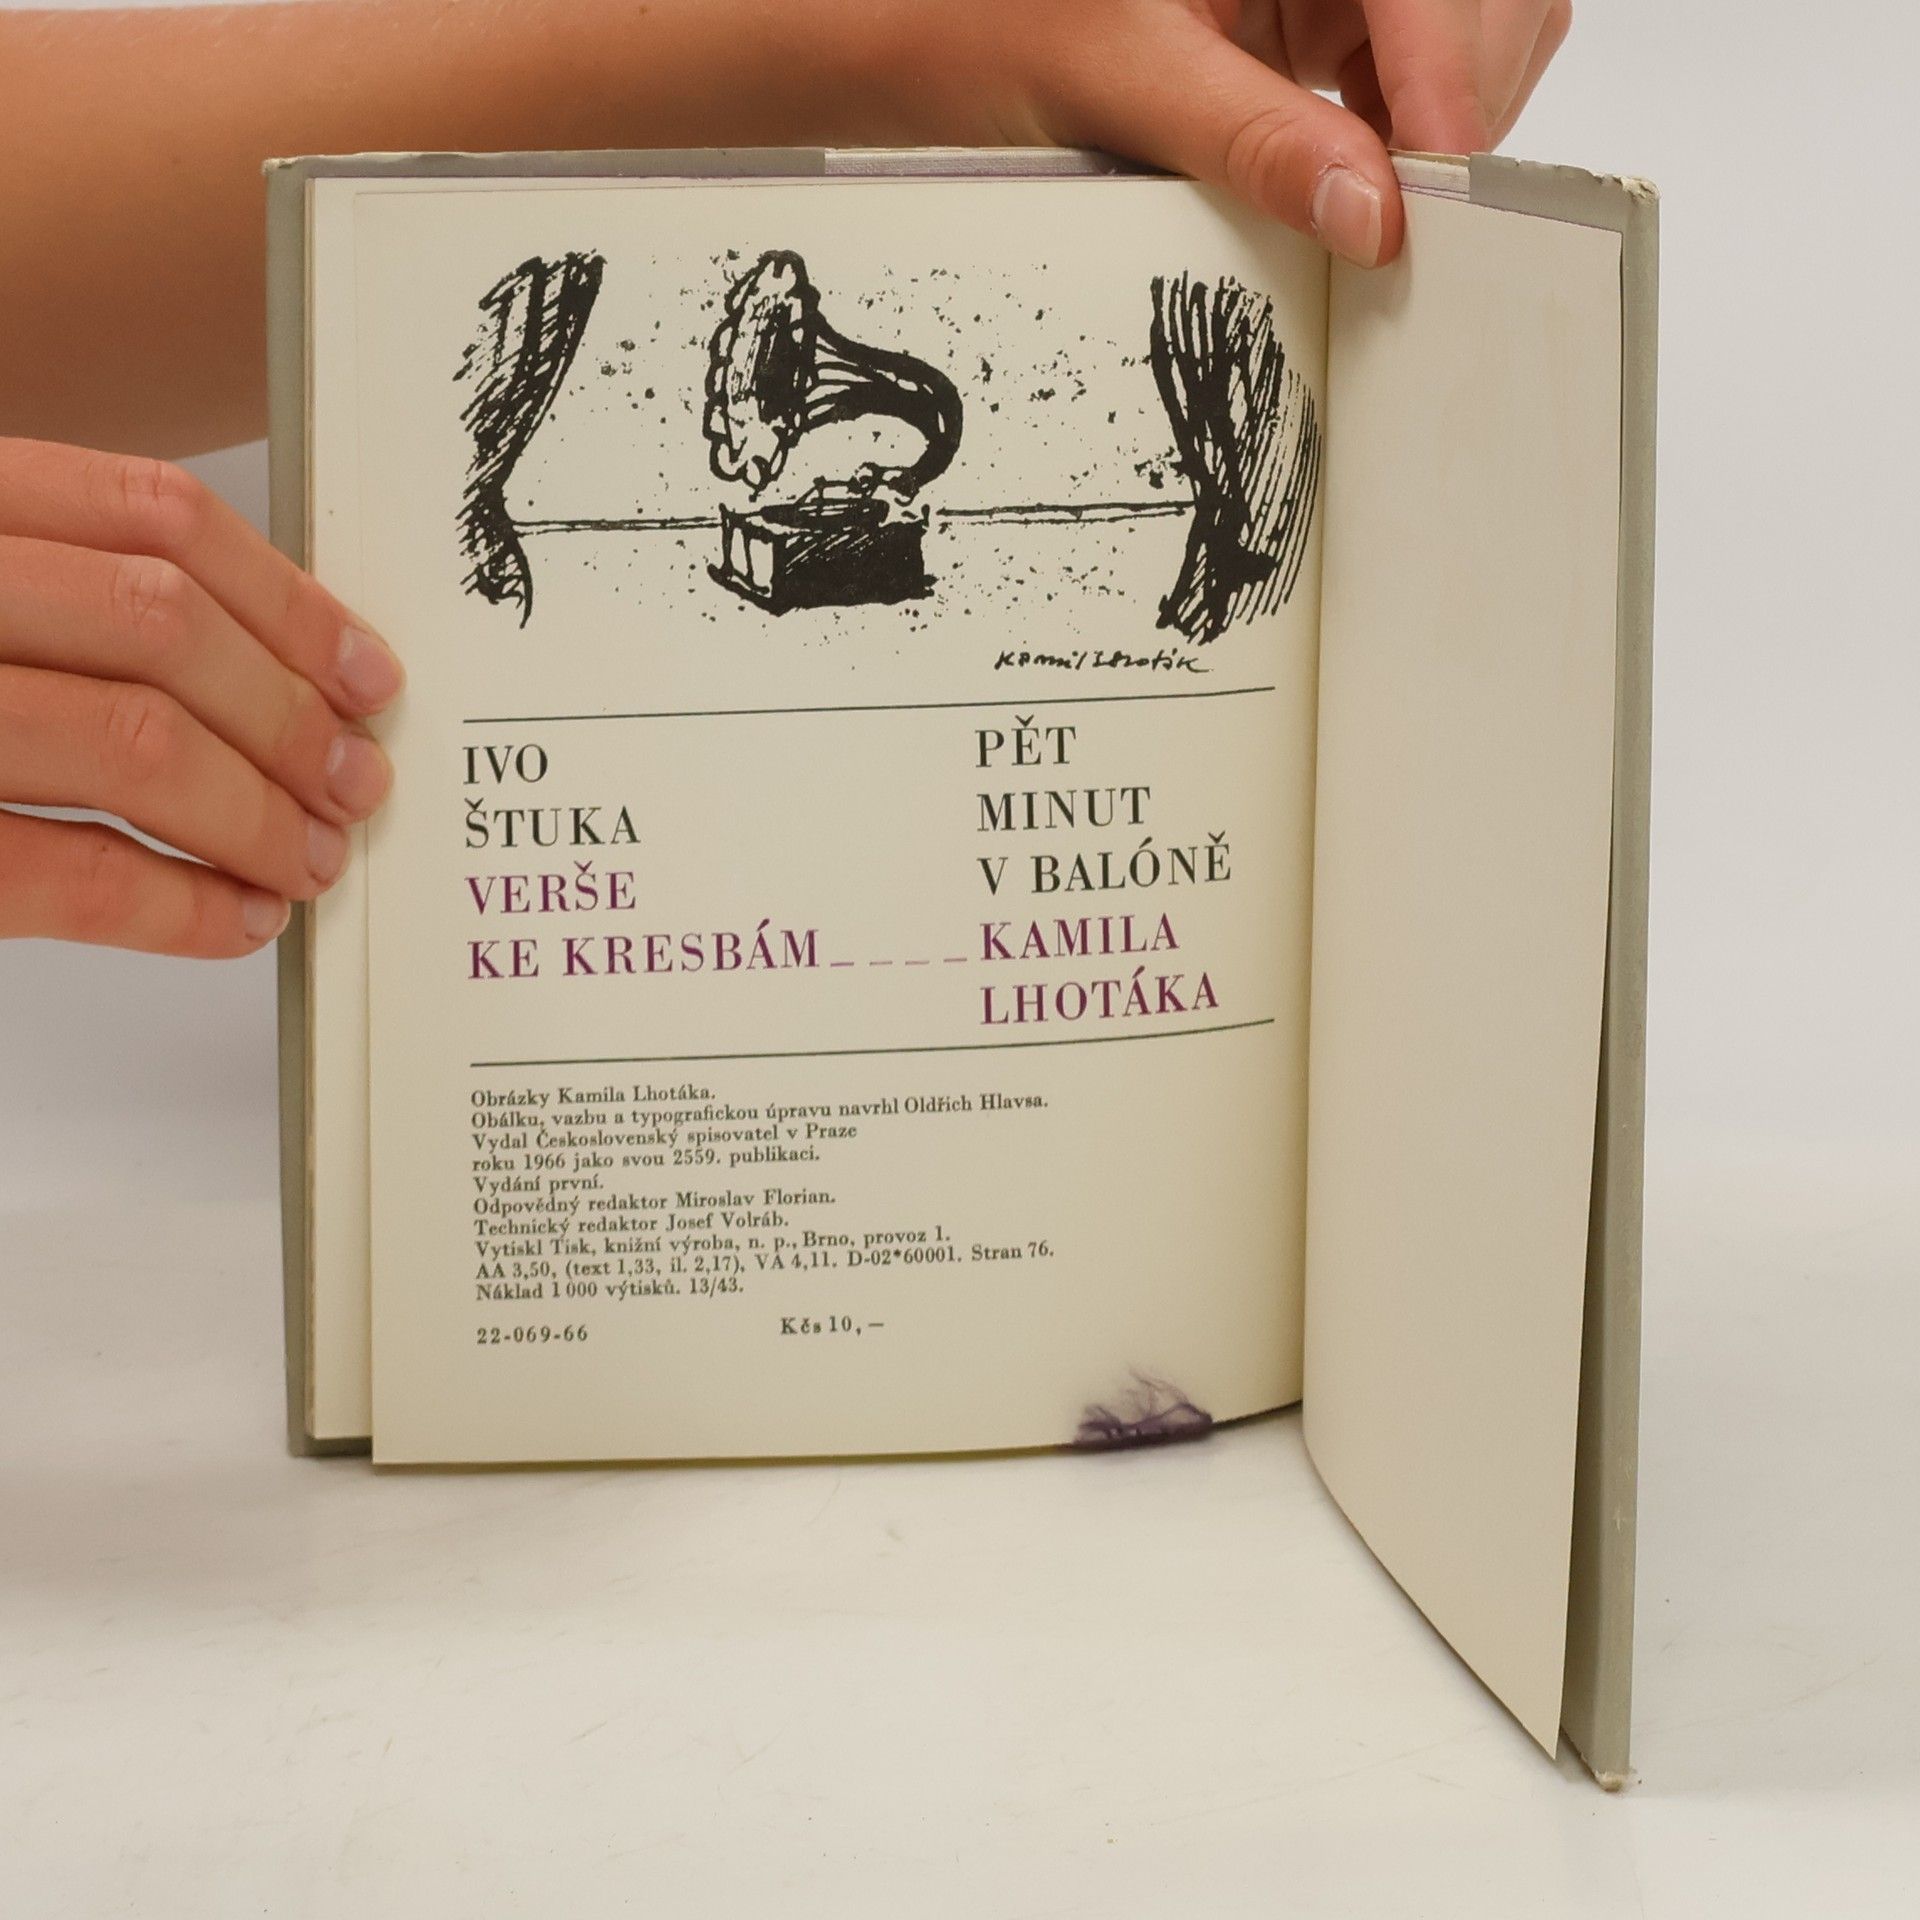 Kamil Lhoták
IVO
ŠTUKA
VERŠE
KE KRESBÁM _ _ _ _
PĚT
MINUT
V BALÓNĚ
KAMILA
LHOTÁKA
Obrázky Kamila Lhotáka.
Obálku, vazbu a typografickou úpravu navrhl Oldřich Hlavsa.
Vydal Československý spisovatel v Praze
roku 1966 jako svou 2559. publikaci.
Vydání první.
Odpovědný redaktor Miroslav Florian.
Technický redaktor Josef Volráb.
Vytiskl Tisk, knižní výroba, n. p., Brno, provoz 1.
AA 3,50, (text 1,33, il. 2,17), VA 4,11. D-02*60001. Stran 76.
Náklad 1 000 výtisků. 13/43.
22-069-66 Kčs 10,—